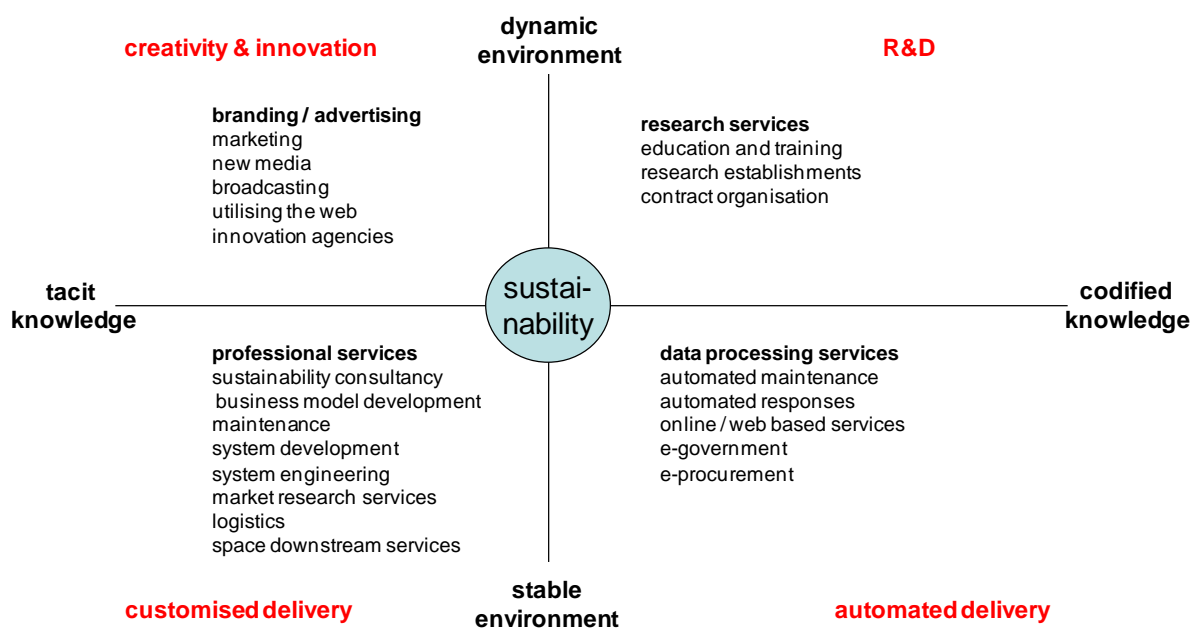 dynamic
environment
creativity & innovation
R&D
branding / advertising
marketing
new media
broadcasting
utilising the web
innovation agencies
research services
education and training
research establishments
contract organisation
tacit
knowledge
sustai-
nability
codified
knowledge
professional services
sustainability consultancy
business model development
maintenance
system development
system engineering
market research services
logistics
space downstream services
data processing services
automated maintenance
automated responses
online / web based services
e-government
e-procurement
customised delivery
stable
environment
automated delivery